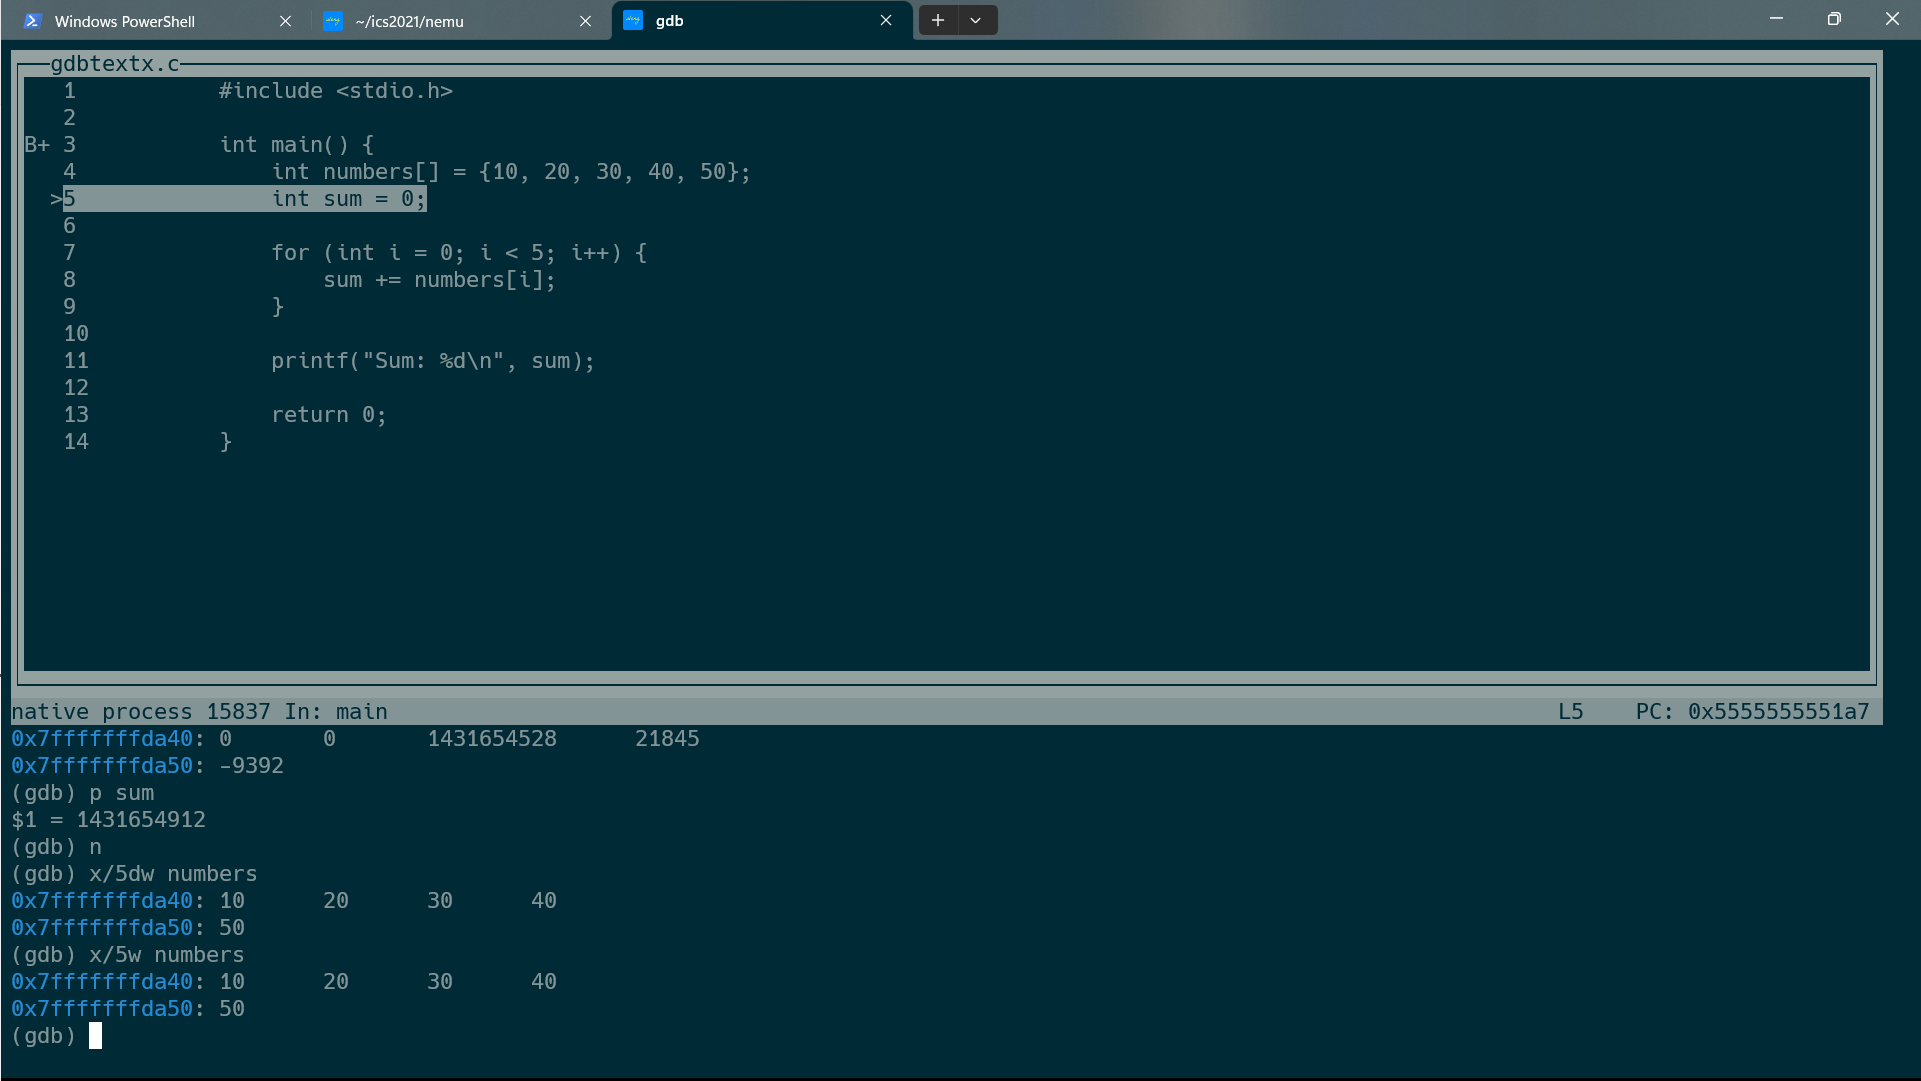 Windows PowerShell ~/ics2021/nemu gdb
gdbtextx.c
1 #include <stdio.h>
2
B+ 3 int main() {
4 int numbers[] = {10, 20, 30, 40, 50};
>5 int sum = 0;
6
7 for (int i = 0; i < 5; i++) {
8 sum += numbers[i];
9 }
10
11 printf("Sum: %d\n", sum);
12
13 return 0;
14 }
native process 15837 In: main L5 PC: 0x5555555551a7
0x7fffffffda40: 0 0 1431654528 21845
0x7fffffffda50: -9392
(gdb) p sum
$1 = 1431654912
(gdb) n
(gdb) x/5dw numbers
0x7fffffffda40: 10 20 30 40
0x7fffffffda50: 50
(gdb) x/5w numbers
0x7fffffffda40: 10 20 30 40
0x7fffffffda50: 50
(gdb)